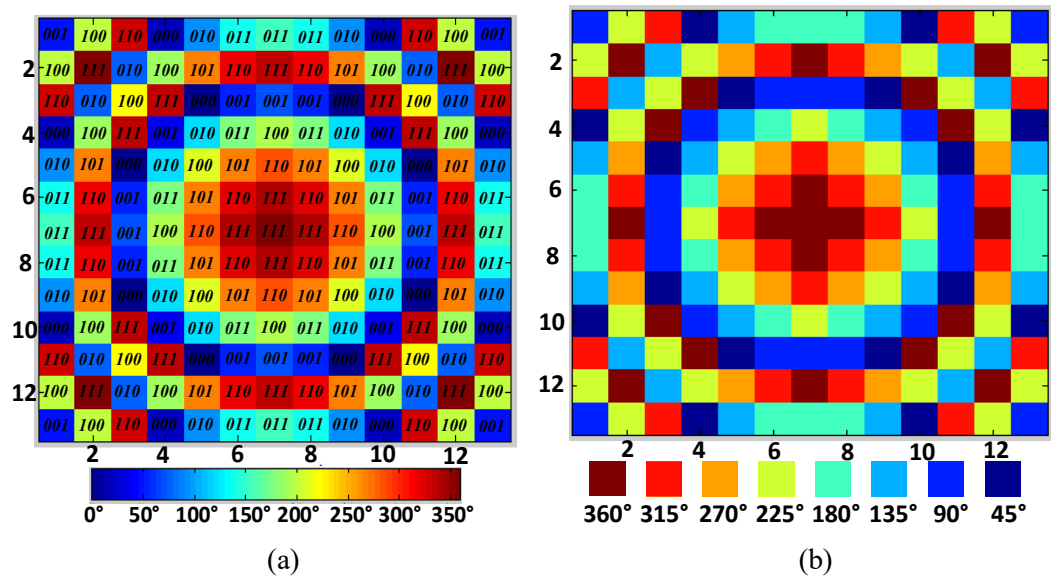 001 100 110 000 010 011 011 011 010 000 110 100 001
2 100 111 010 100 101 110 111 110 101 100 010 111 100 2
110 010 100 111 000 001 001 001 000 111 100 010 110
4 000 100 111 001 010 011 100 011 010 001 111 100 000 4
010 101 000 010 100 101 110 101 100 010 000 101 010
6 011 110 001 011 101 110 111 110 101 011 001 110 011 6
011 111 001 100 110 111 111 111 110 100 001 111 011
8 011 110 001 011 101 110 111 110 101 011 001 110 011 8
010 101 000 010 100 101 110 101 100 010 000 101 010
10 000 100 111 001 010 011 100 011 010 001 111 100 000 10
110 010 100 111 000 001 001 001 000 111 100 010 110
12 100 111 010 100 101 110 111 110 101 100 010 111 100 12
001 100 110 000 010 011 011 011 010 000 110 100 001
2 4 6 8 10 12 2 4 6 8 10 12
0° 50° 100° 150° 200° 250° 300° 350° 360° 315° 270° 225° 180° 135° 90° 45°
(a) (b)